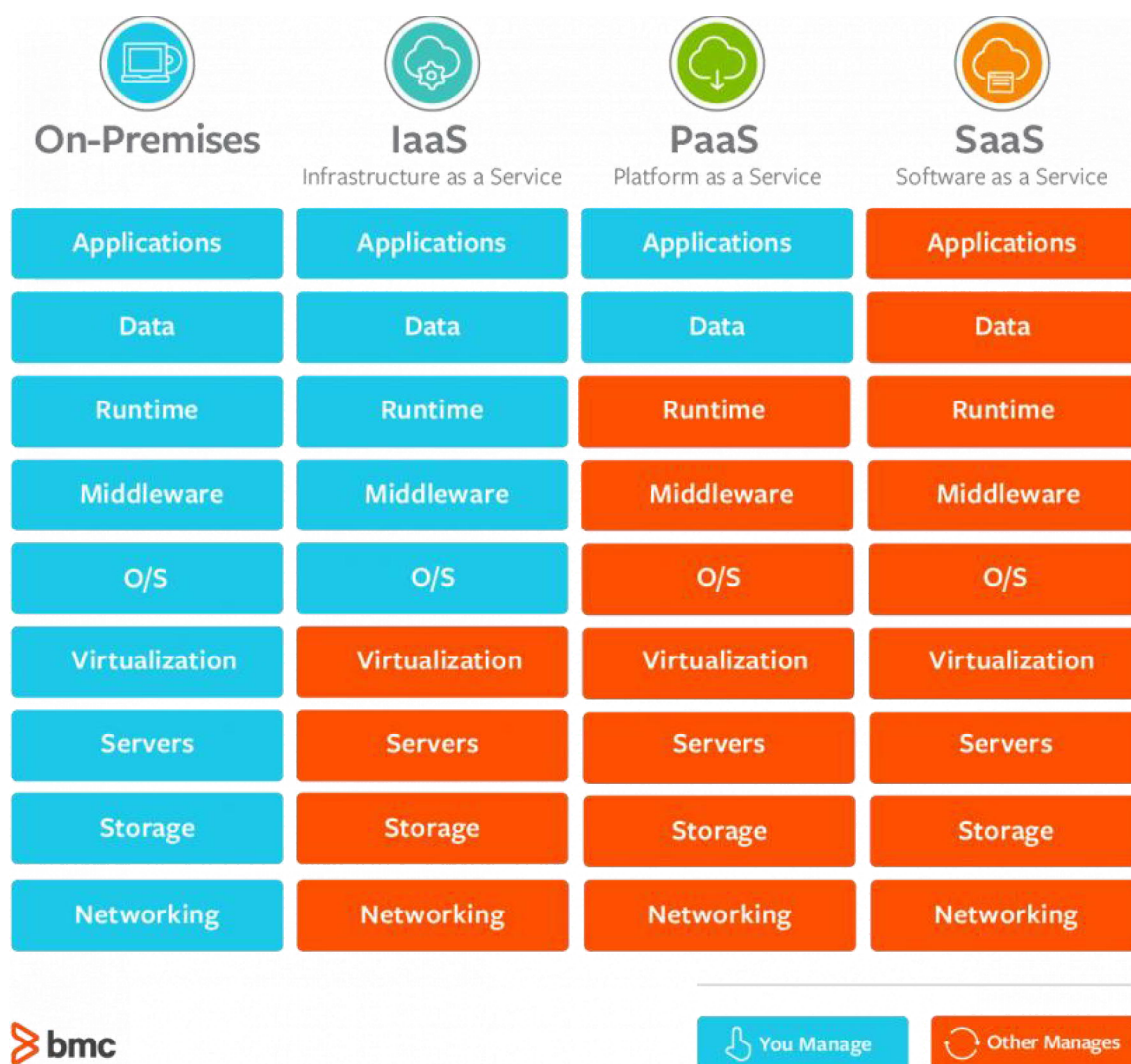 On-Premises IaaS PaaS SaaS
Infrastructure as a Service Platform as a Service Software as a Service
Applications Applications Applications Applications
Data Data Data Data
Runtime Runtime Runtime Runtime
Middleware Middleware Middleware Middleware
O/S O/S O/S O/S
Virtualization Virtualization Virtualization Virtualization
Servers Servers Servers Servers
Storage Storage Storage Storage
Networking Networking Networking Networking
bmc You Manage Other Manages